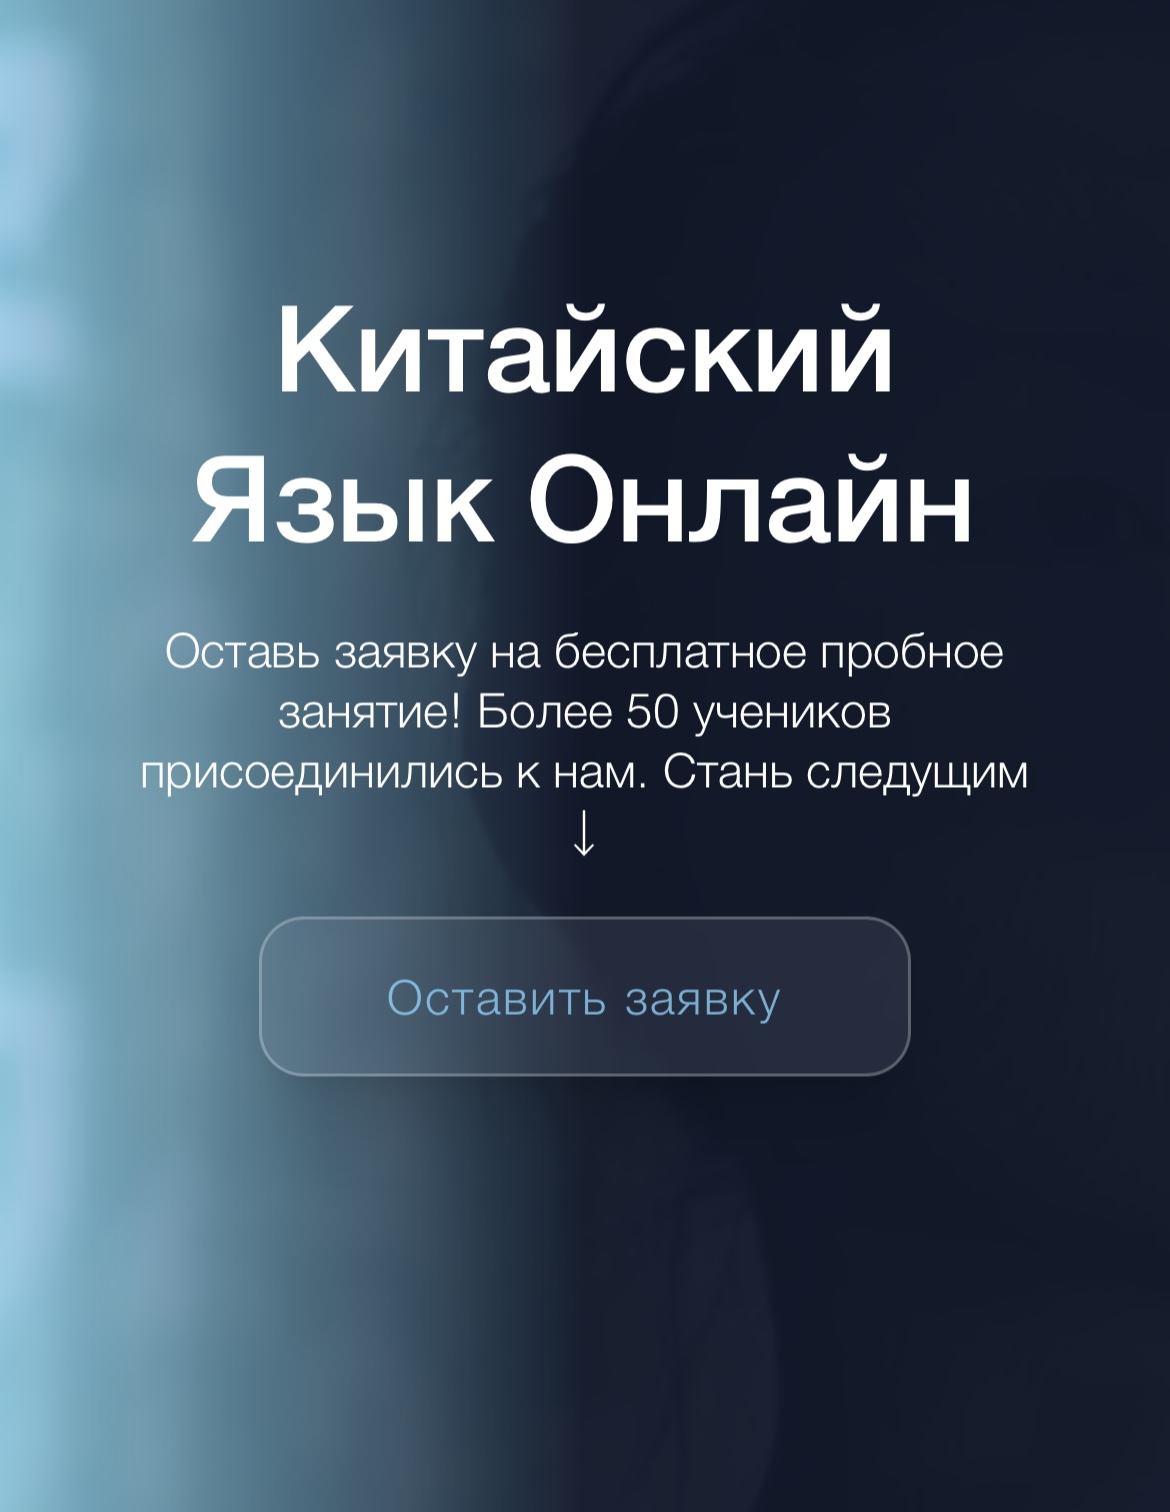 Китайский
Язык Онлайн
Оставь заявку на бесплатное пробное
занятие! Более 50 учеников
присоединились к нам. Стань следущим
↓
Оставить заявку